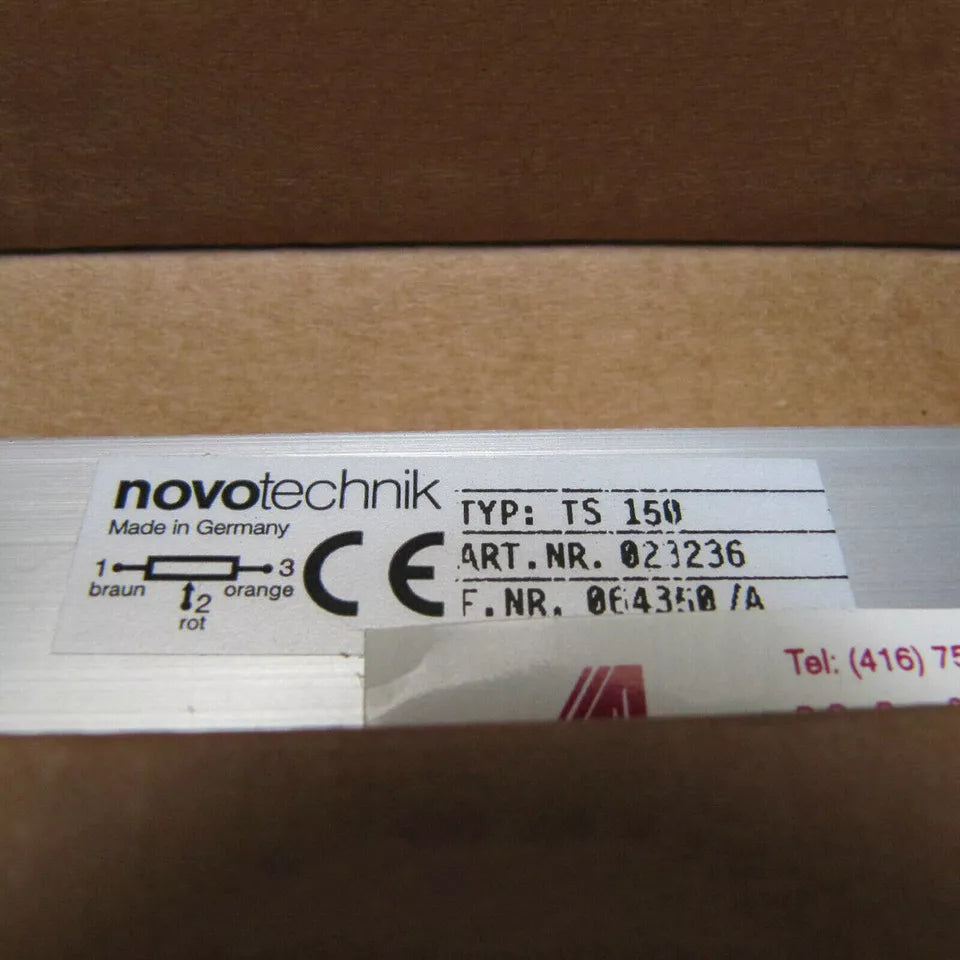 novotechnik
Made in Germany
1 3
braun orange
2
rot
CE
TYP: TS 150
ART.NR. 023236
F.NR. 064350/A
Tel: (416) 75